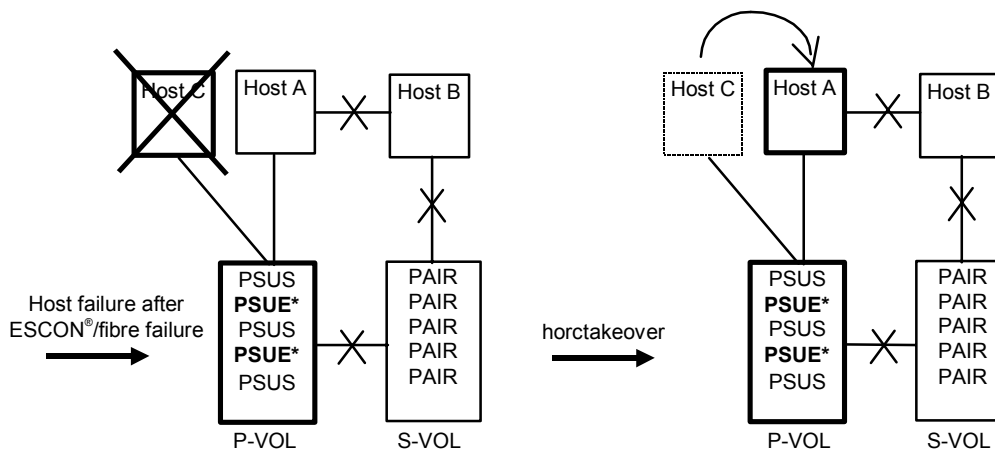 Host C
Host A
Host B
Host C
Host A
Host B
Host failure after
ESCON®/fibre failure
PSUS
PSUE*
PSUS
PSUE*
PSUS
PAIR
PAIR
PAIR
PAIR
PAIR
horctakeover
PSUS
PSUE*
PSUS
PSUE*
PSUS
PAIR
PAIR
PAIR
PAIR
PAIR
P-VOL
S-VOL
P-VOL
S-VOL